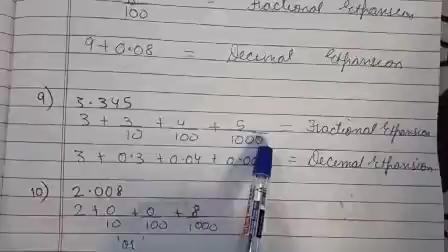 100 = Fractional Expansion
9 + 0.08 = Decimal Expansion
9) 3.345
3 + 3/10 + 4/100 + 5/1000 = Fractional Expansion
3 + 0.3 + 0.04 + 0.00 = Decimal Expansion
10) 2.008
2 + 0/10 + 0/100 + 8/1000
'or'